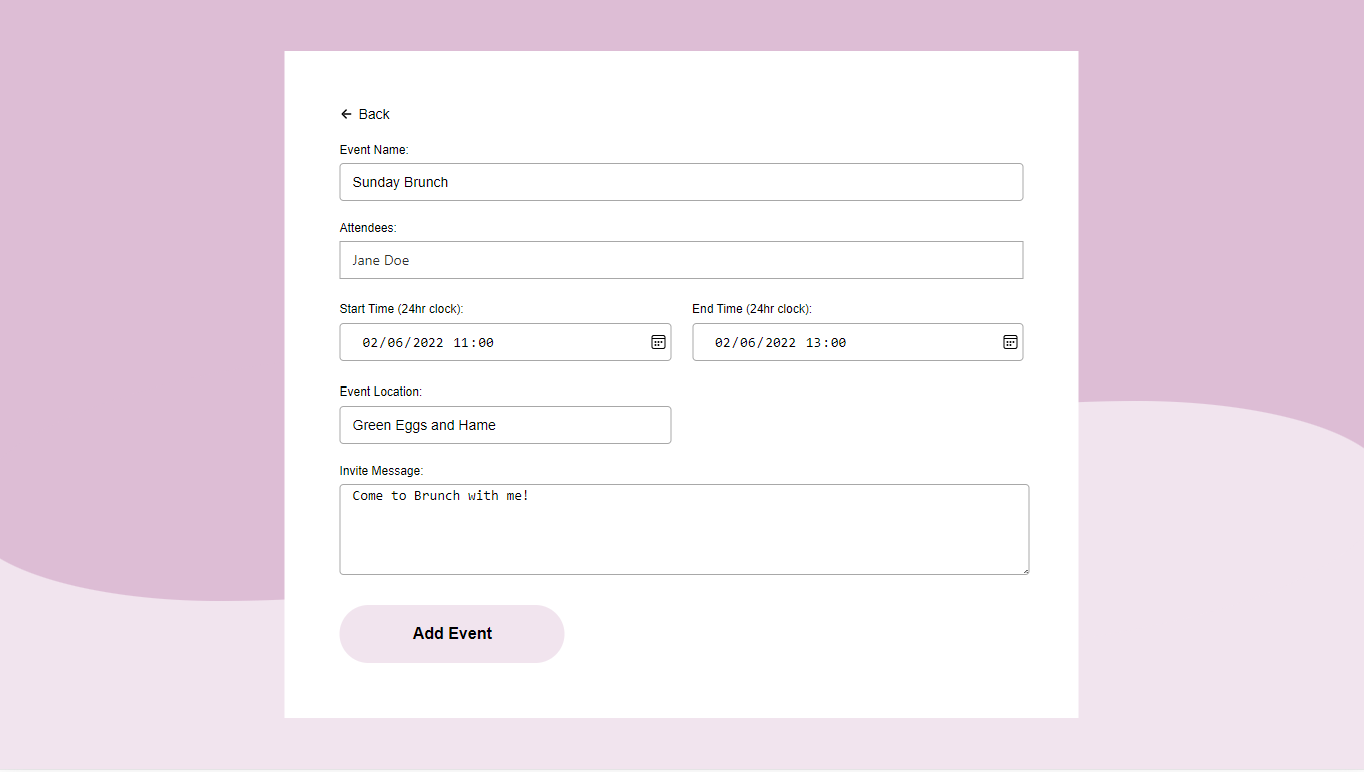 Back
Event Name:
Sunday Brunch
Attendees:
Jane Doe
Start Time (24hr clock): End Time (24hr clock):
02/06/2022 11:00 02/06/2022 13:00
Event Location:
Green Eggs and Hame
Invite Message:
Come to Brunch with me!
Add Event